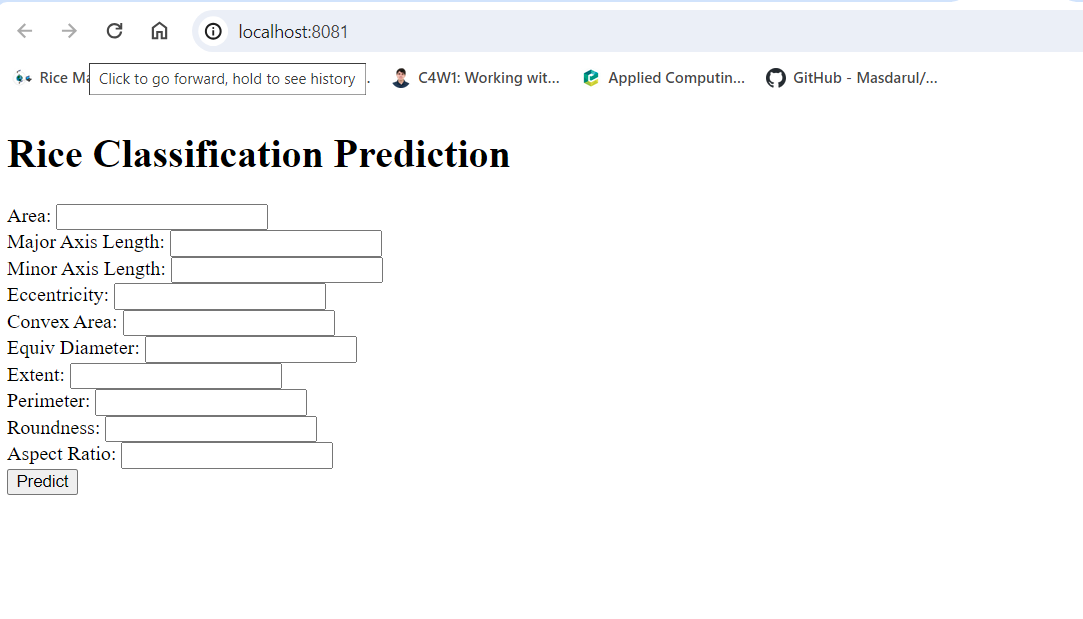 localhost:8081
Rice Ma
Click to go forward, hold to see history
C4W1: Working wit...
Applied Computin...
GitHub - Masdarul/...
Rice Classification Prediction
Area:
Major Axis Length:
Minor Axis Length:
Eccentricity:
Convex Area:
Equiv Diameter:
Extent:
Perimeter:
Roundness:
Aspect Ratio:
Predict